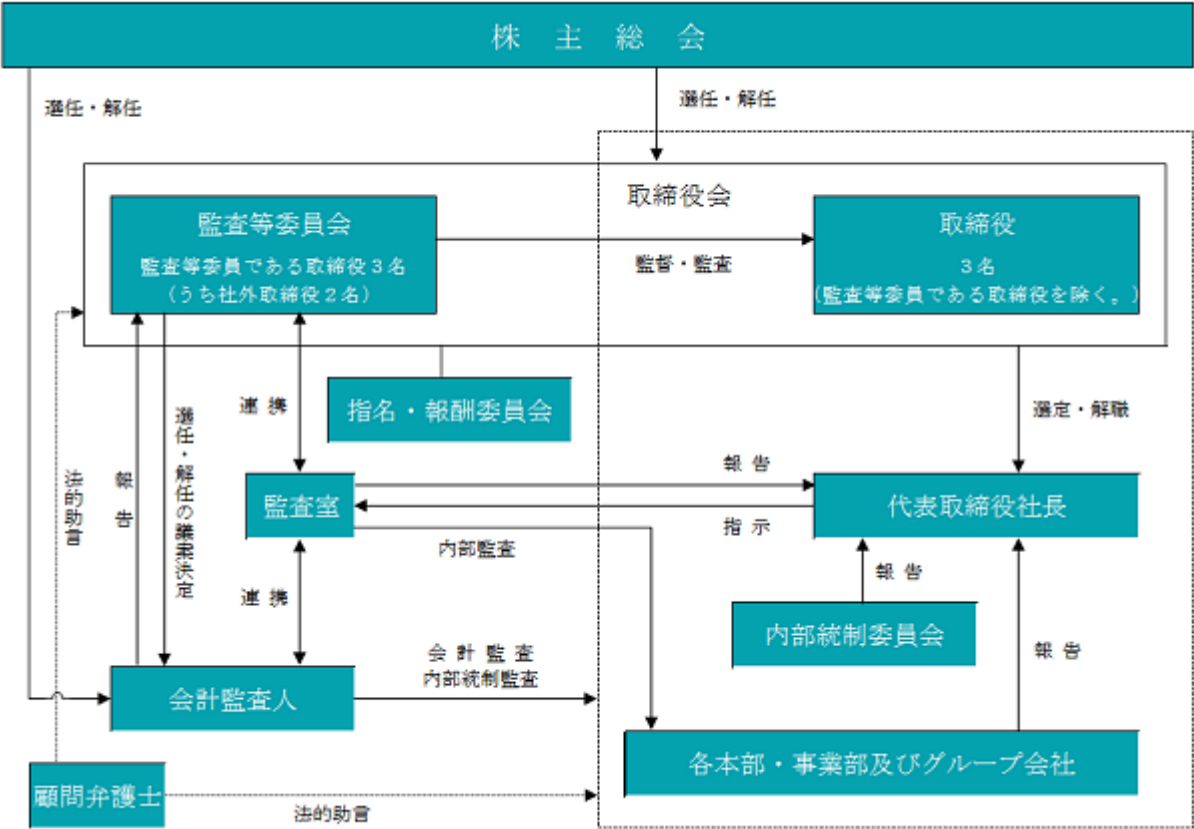 株主総会
選任・解任
選任・解任
取締役会
監査等委員会
監査等委員である取締役3名
(うち社外取締役2名)
監督・監査
取締役
3名
(監査等委員である取締役を除く。)
指名・報酬委員会
選定・解職
連携
選任・解任の議案決定
報告
法的助言
監査室
報告
指示
内部監査
代表取締役社長
報告
内部統制委員会
連携
報告
会計監査
内部統制監査
会計監査人
各本部・事業部及びグループ会社
顧問弁護士
法的助言